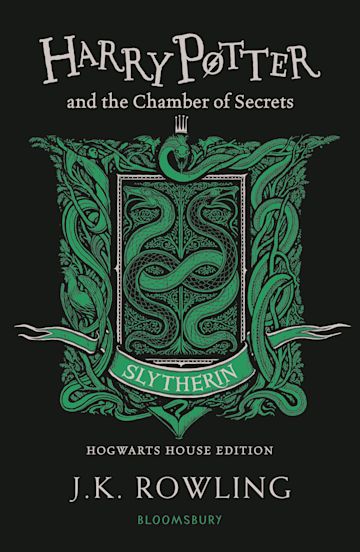 HARRY POTTER
and the Chamber of Secrets
SLYTHERIN
HOGWARTS HOUSE EDITION
J.K. ROWLING
BLOOMSBURY